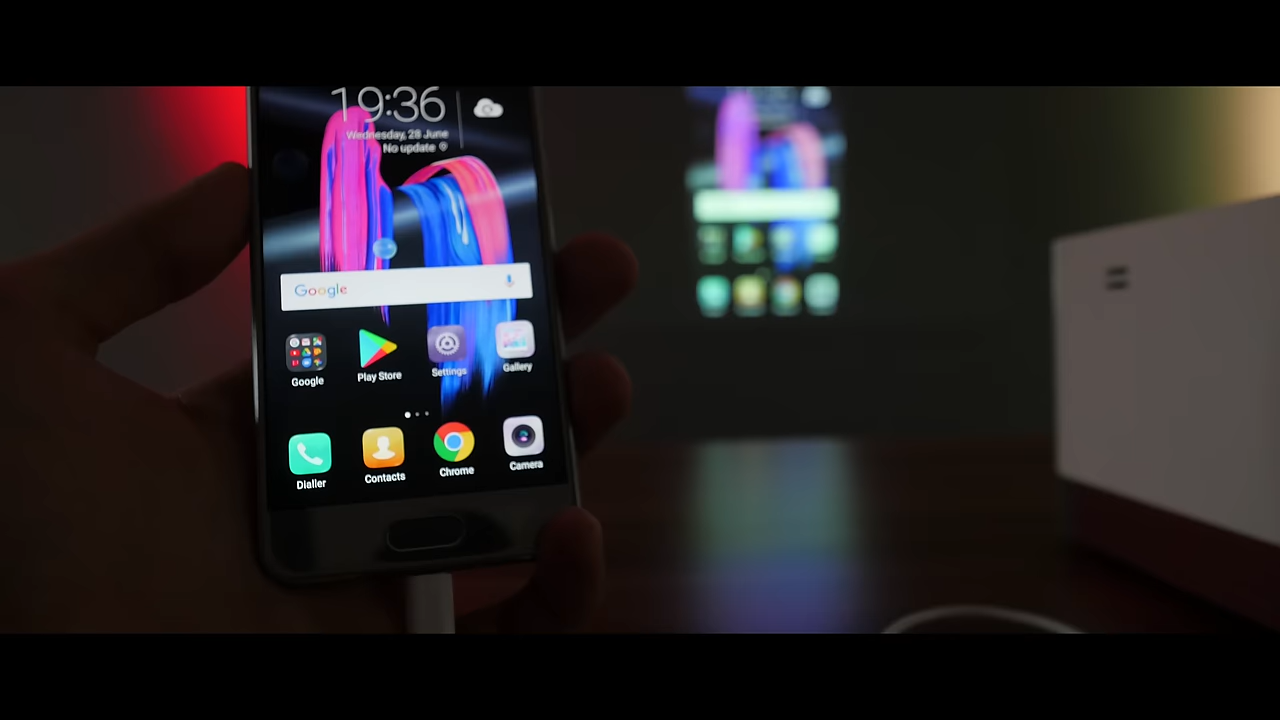 19:36
Wednesday, 28 June
No update
Google
Google
Play Store
Settings
Gallery
Dialler
Contacts
Chrome
Camera